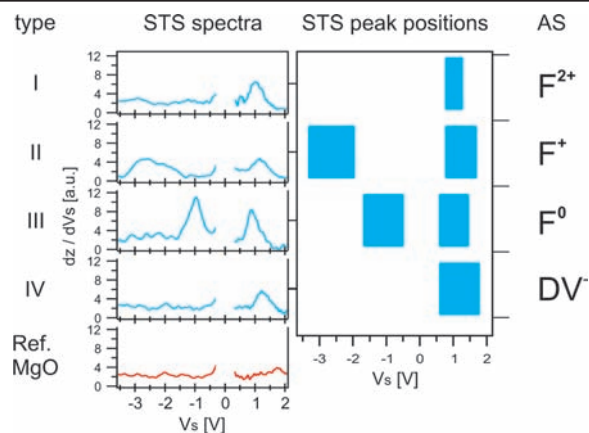 type STS spectra STS peak positions AS
I 12 8 4 0 F2+
II 12 8 4 0 F+
III 12 8 4 0 F0
IV 12 8 4 0 DV-
Ref. MgO 12 8 4 0
dz / dVs [a.u.]
-3 -2 -1 0 1 2
Vs [V]
-3 -2 -1 0 1 2
Vs [V]